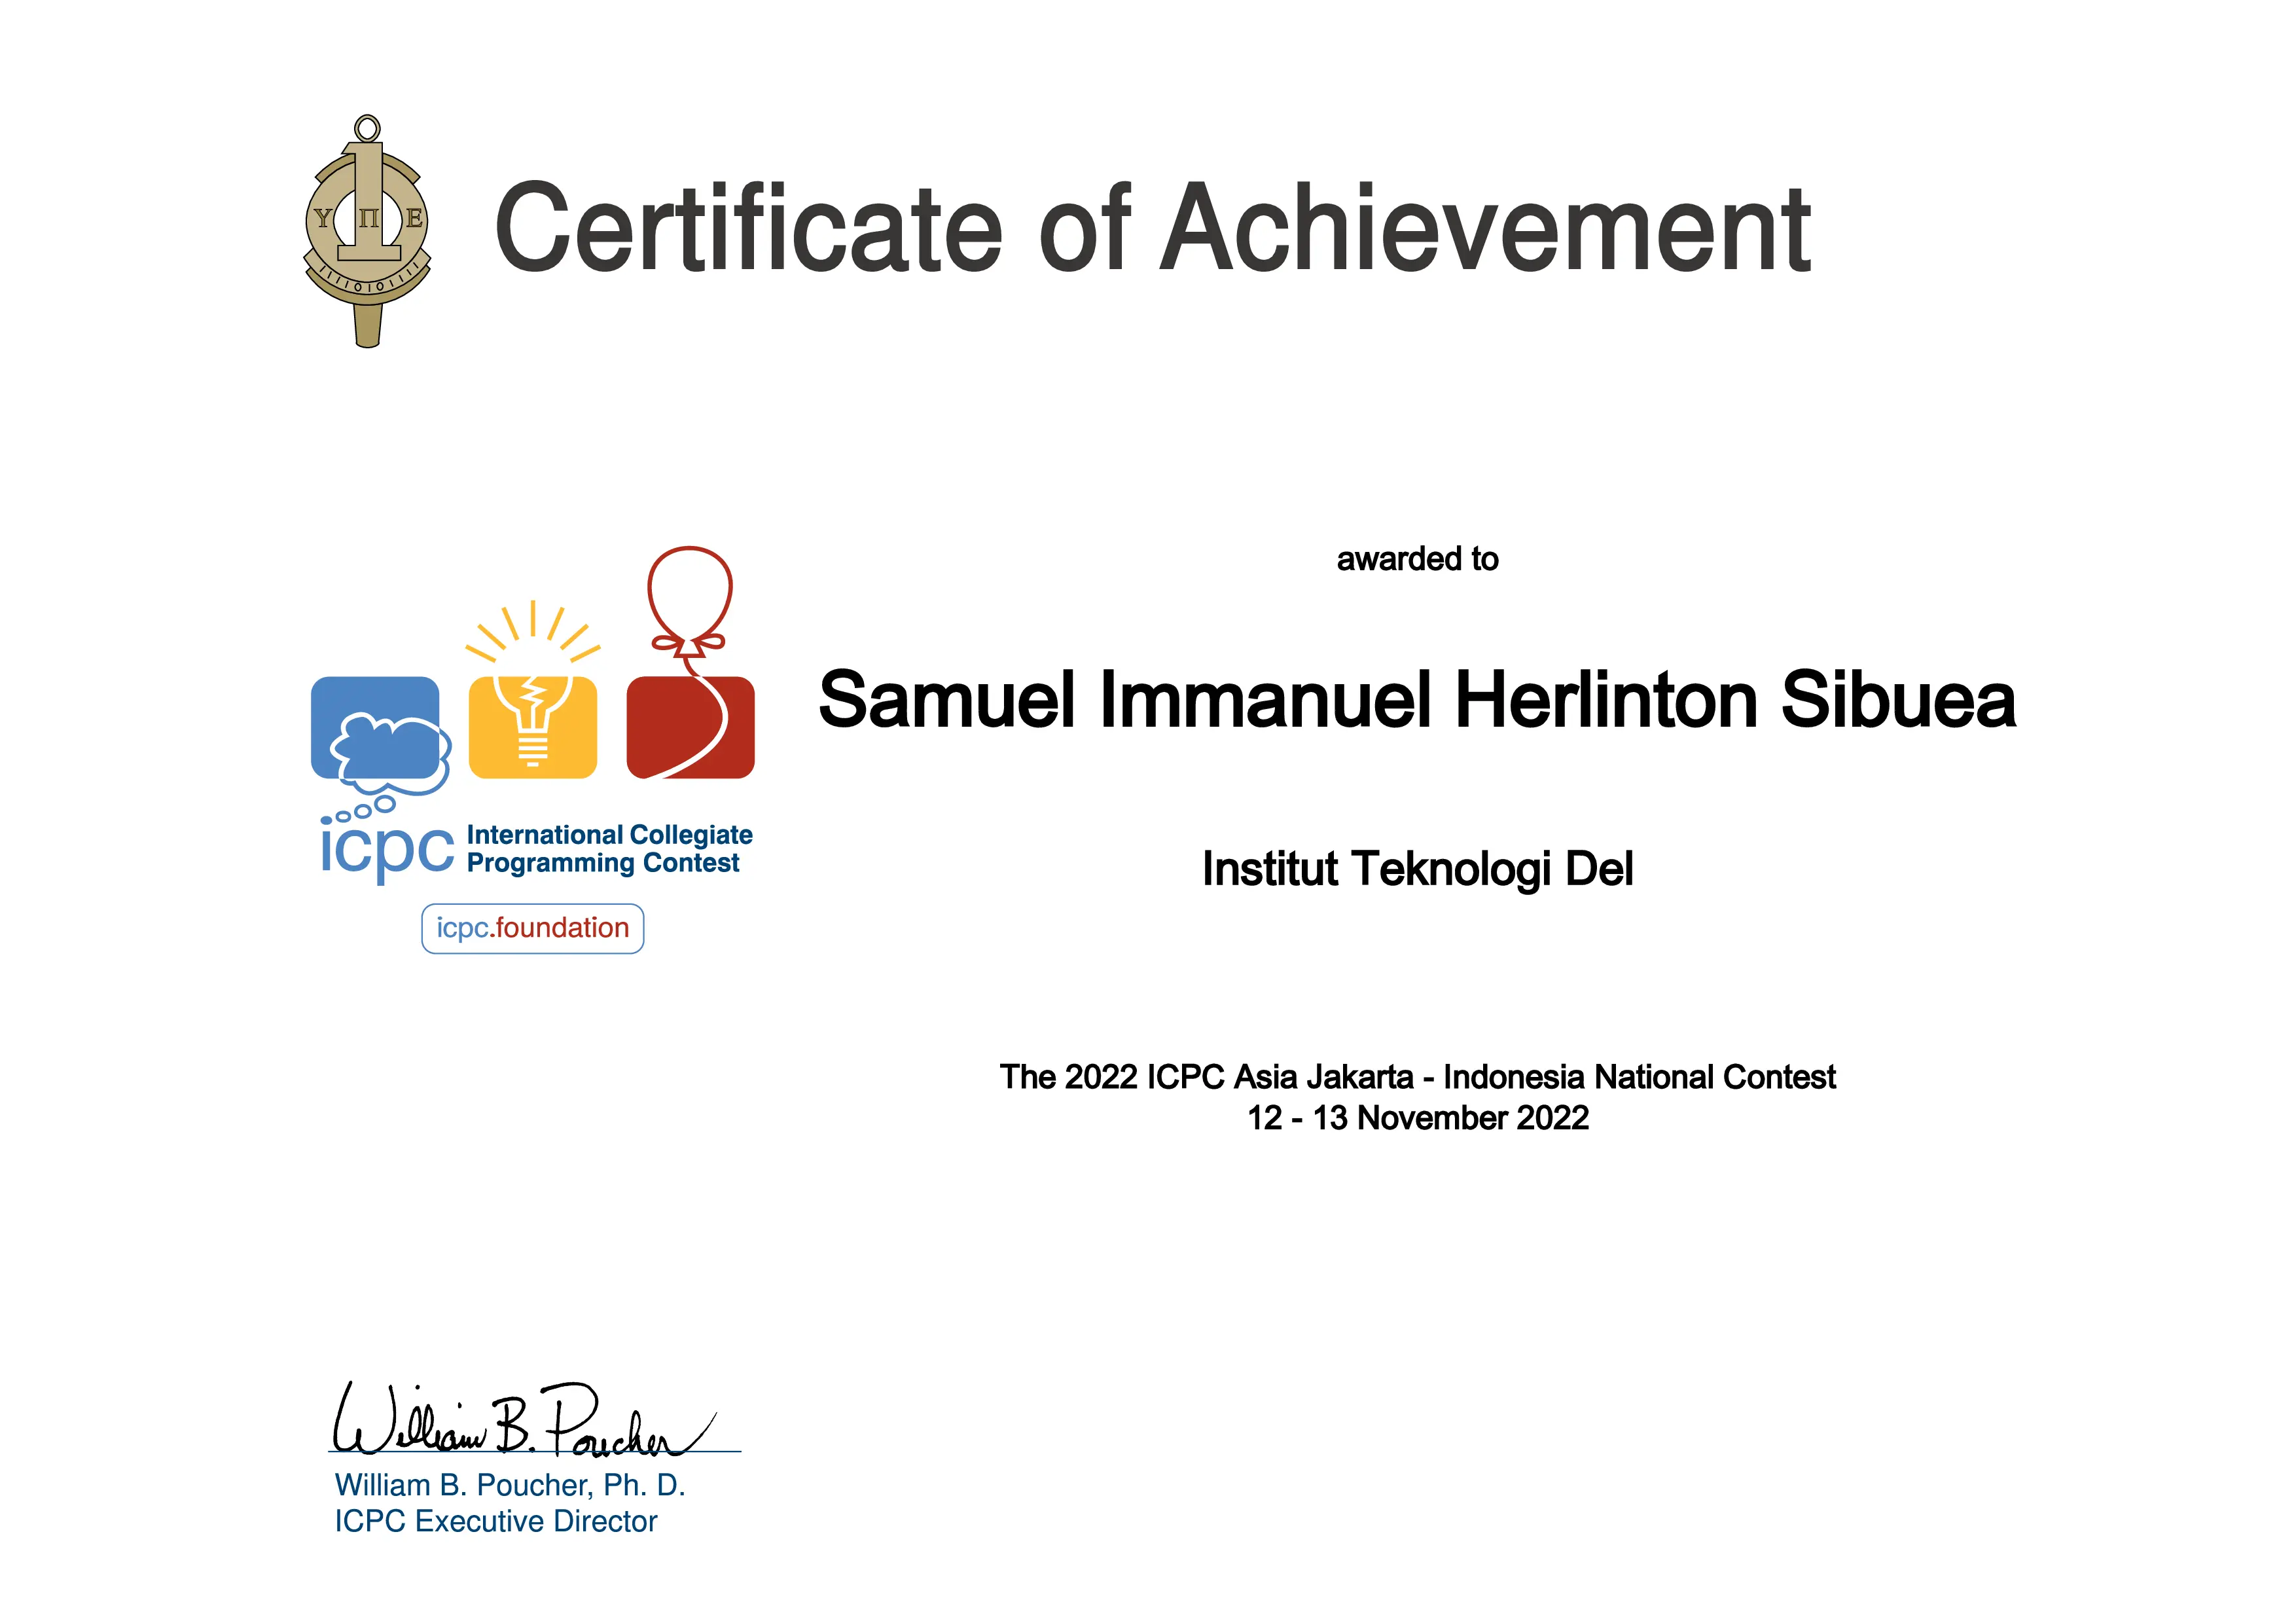 Certificate of Achievement
Υ Π Ε
awarded to
Samuel Immanuel Herlinton Sibuea
Institut Teknologi Del
icpc International Collegiate
Programming Contest
icpc.foundation
The 2022 ICPC Asia Jakarta - Indonesia National Contest
12 - 13 November 2022
William B. Poucher
William B. Poucher, Ph. D.
ICPC Executive Director